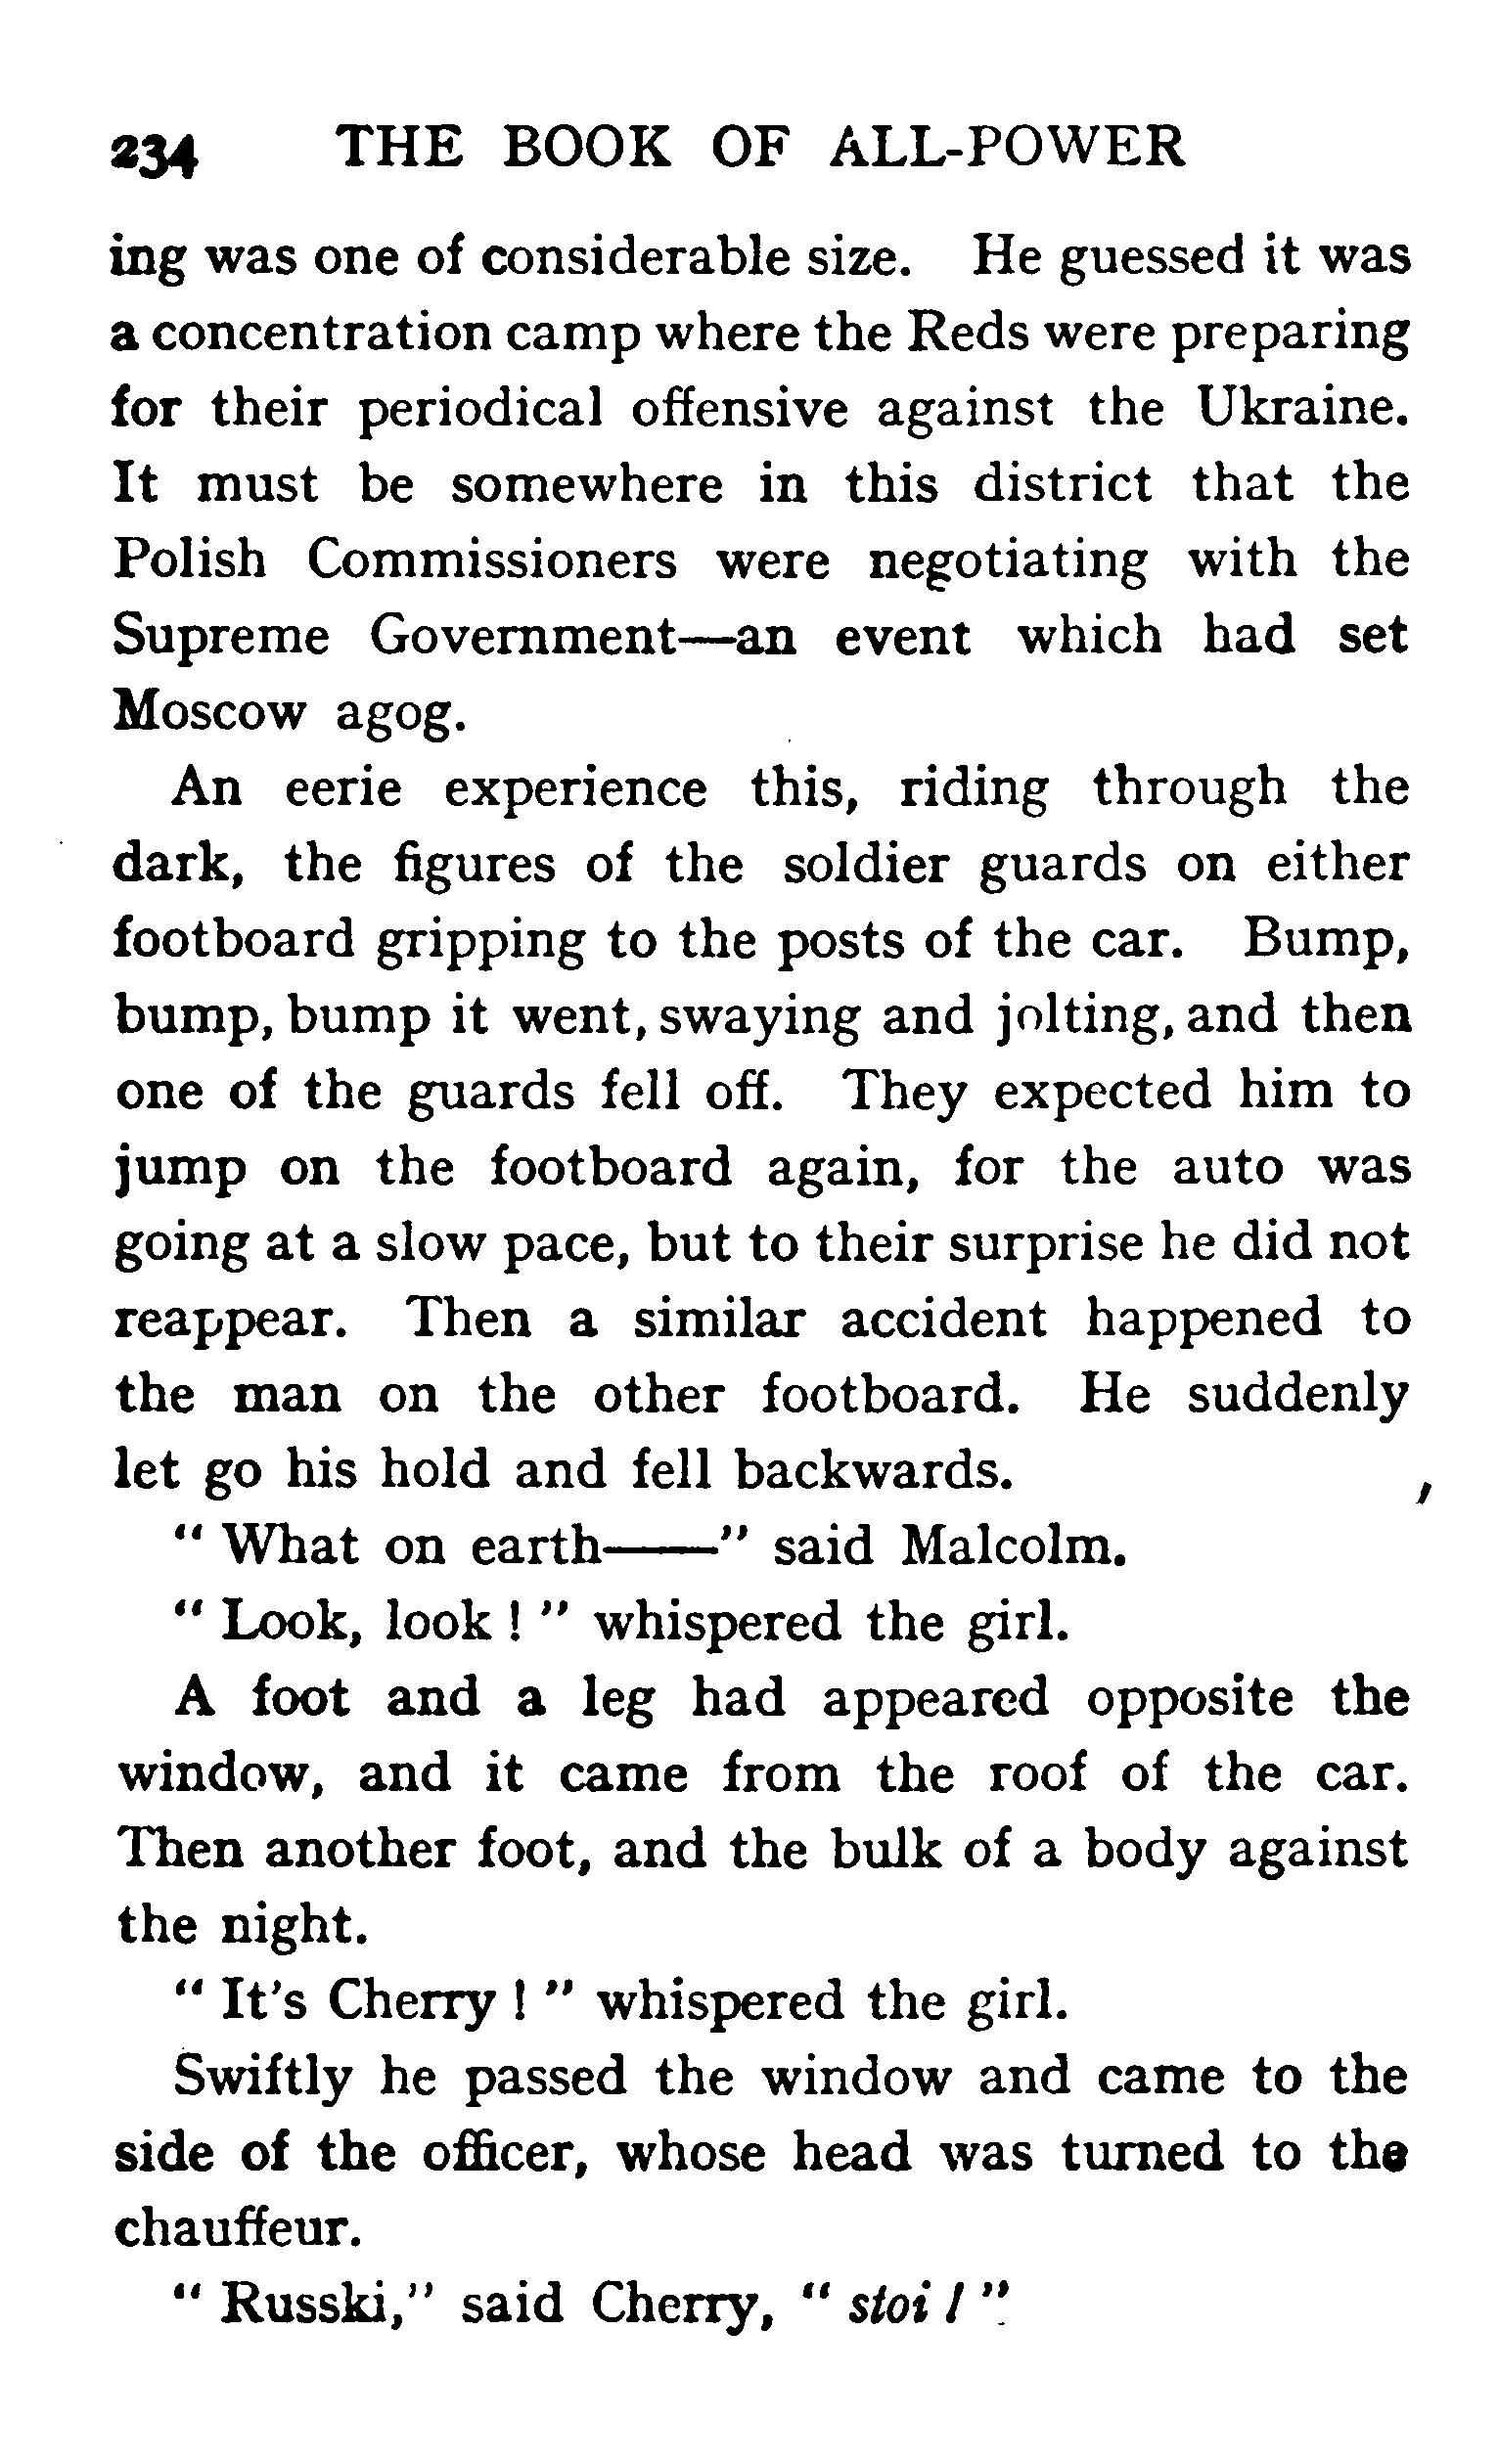 234 THE BOOK OF ALL-POWER
ing was one of considerable size. He guessed it was
a concentration camp where the Reds were preparing
for their periodical offensive against the Ukraine.
It must be somewhere in this district that the
Polish Commissioners were negotiating with the
Supreme Government—an event which had set
Moscow agog.
An eerie experience this, riding through the
dark, the figures of the soldier guards on either
footboard gripping to the posts of the car. Bump,
bump, bump it went, swaying and jolting, and then
one of the guards fell off. They expected him to
jump on the footboard again, for the auto was
going at a slow pace, but to their surprise he did not
reappear. Then a similar accident happened to
the man on the other footboard. He suddenly
let go his hold and fell backwards.
" What on earth——" said Malcolm.
" Look, look ! " whispered the girl.
A foot and a leg had appeared opposite the
window, and it came from the roof of the car.
Then another foot, and the bulk of a body against
the night.
" It's Cherry ! " whispered the girl.
Swiftly he passed the window and came to the
side of the officer, whose head was turned to the
chauffeur.
" Russki," said Cherry, " stoi ! "